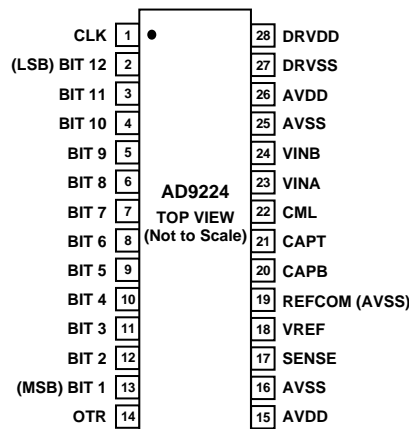 CLK 1 28 DRVDD
(LSB) BIT 12 2 27 DRVSS
BIT 11 3 26 AVDD
BIT 10 4 25 AVSS
BIT 9 5 24 VINB
BIT 8 6 23 VINA
BIT 7 7 22 CML
BIT 6 8 21 CAPT
BIT 5 9 20 CAPB
BIT 4 10 19 REFCOM (AVSS)
BIT 3 11 18 VREF
BIT 2 12 17 SENSE
(MSB) BIT 1 13 16 AVSS
OTR 14 15 AVDD
AD9224
TOP VIEW
(Not to Scale)